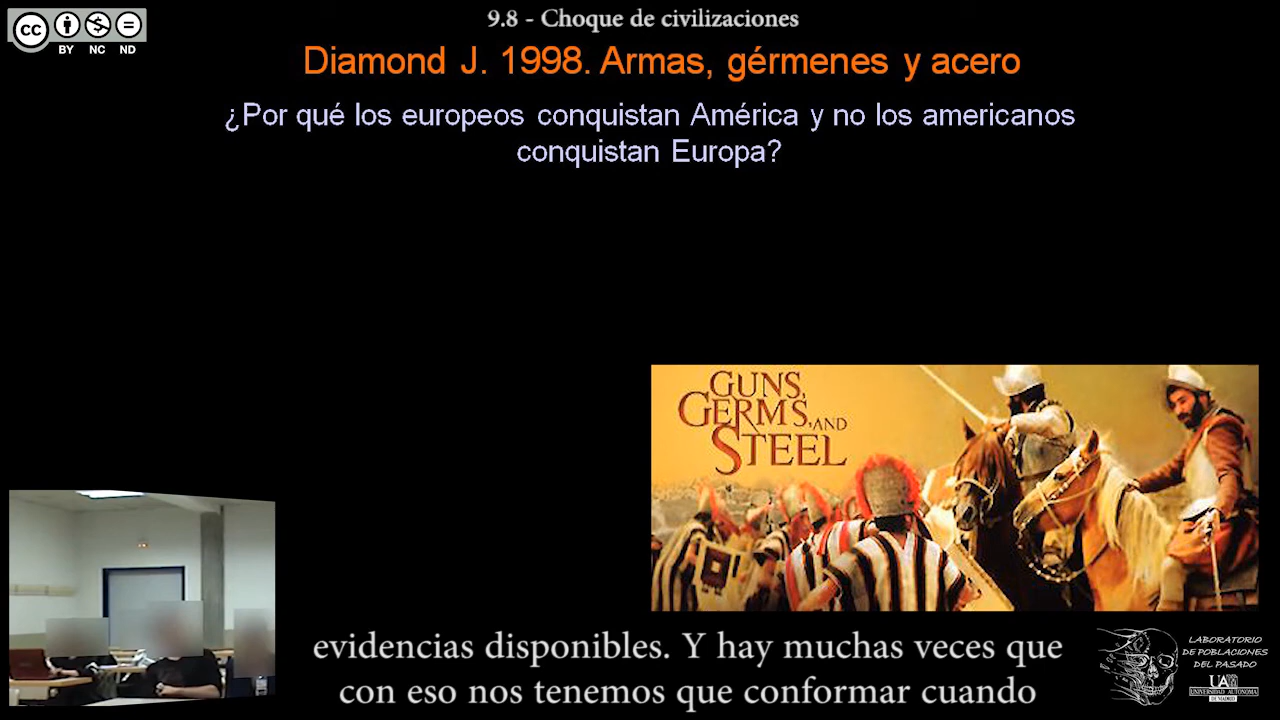 9.8 - Choque de civilizaciones
cc
BY NC ND
Diamond J. 1998. Armas, gérmenes y acero
¿Por qué los europeos conquistan América y no los americanos
conquistan Europa?
GUNS,
GERMS, AND
STEEL
evidencias disponibles. Y hay muchas veces que
con eso nos tenemos que conformar cuando
LABORATORIO
DE POBLACIONES
DEL PASADO
UAM
UNIVERSIDAD AUTONOMA
DE MADRID